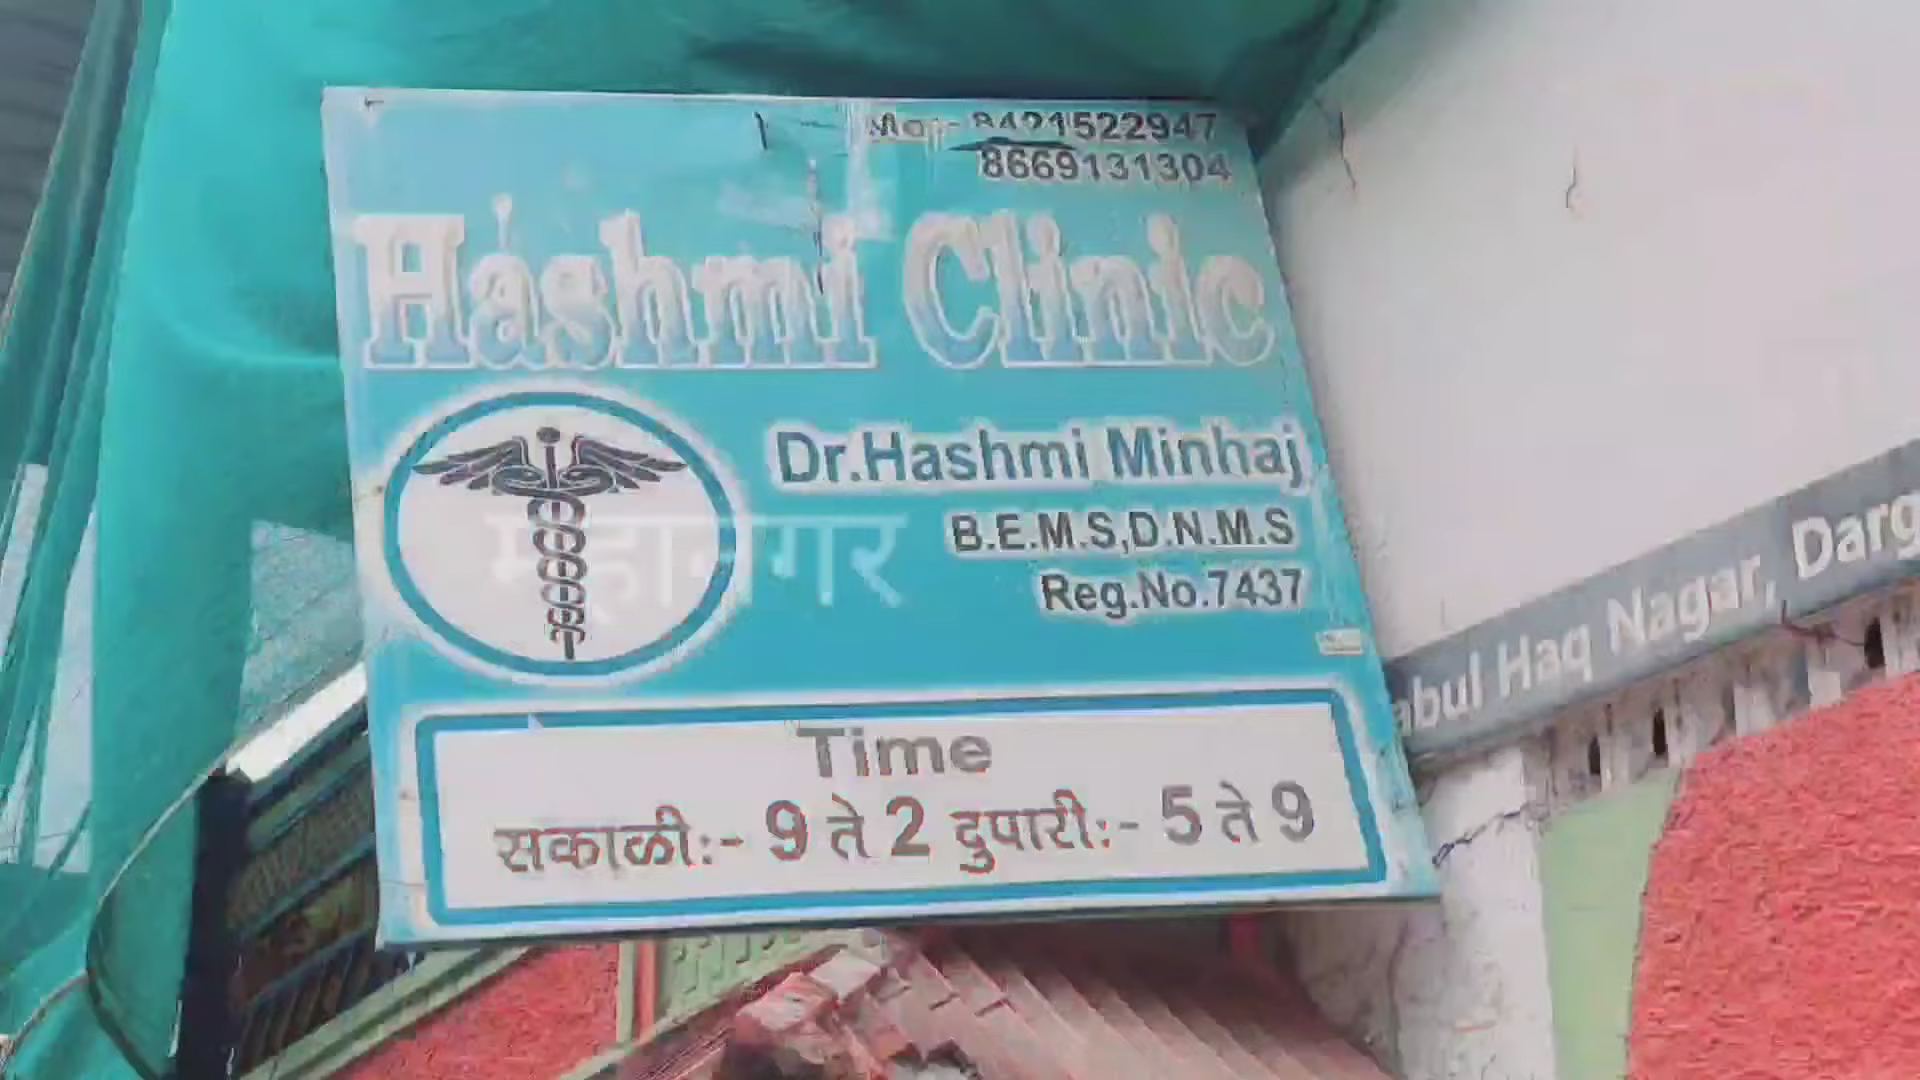 Mo:- 8421522947
8669131304
Hashmi Clinic
Dr.Hashmi Minhaj
B.E.M.S,D.N.M.S
Reg.No.7437
महानगर
Time
सकाळी:- 9 ते 2 दुपारी:- 5 ते 9
abul Haq Nagar, Darg